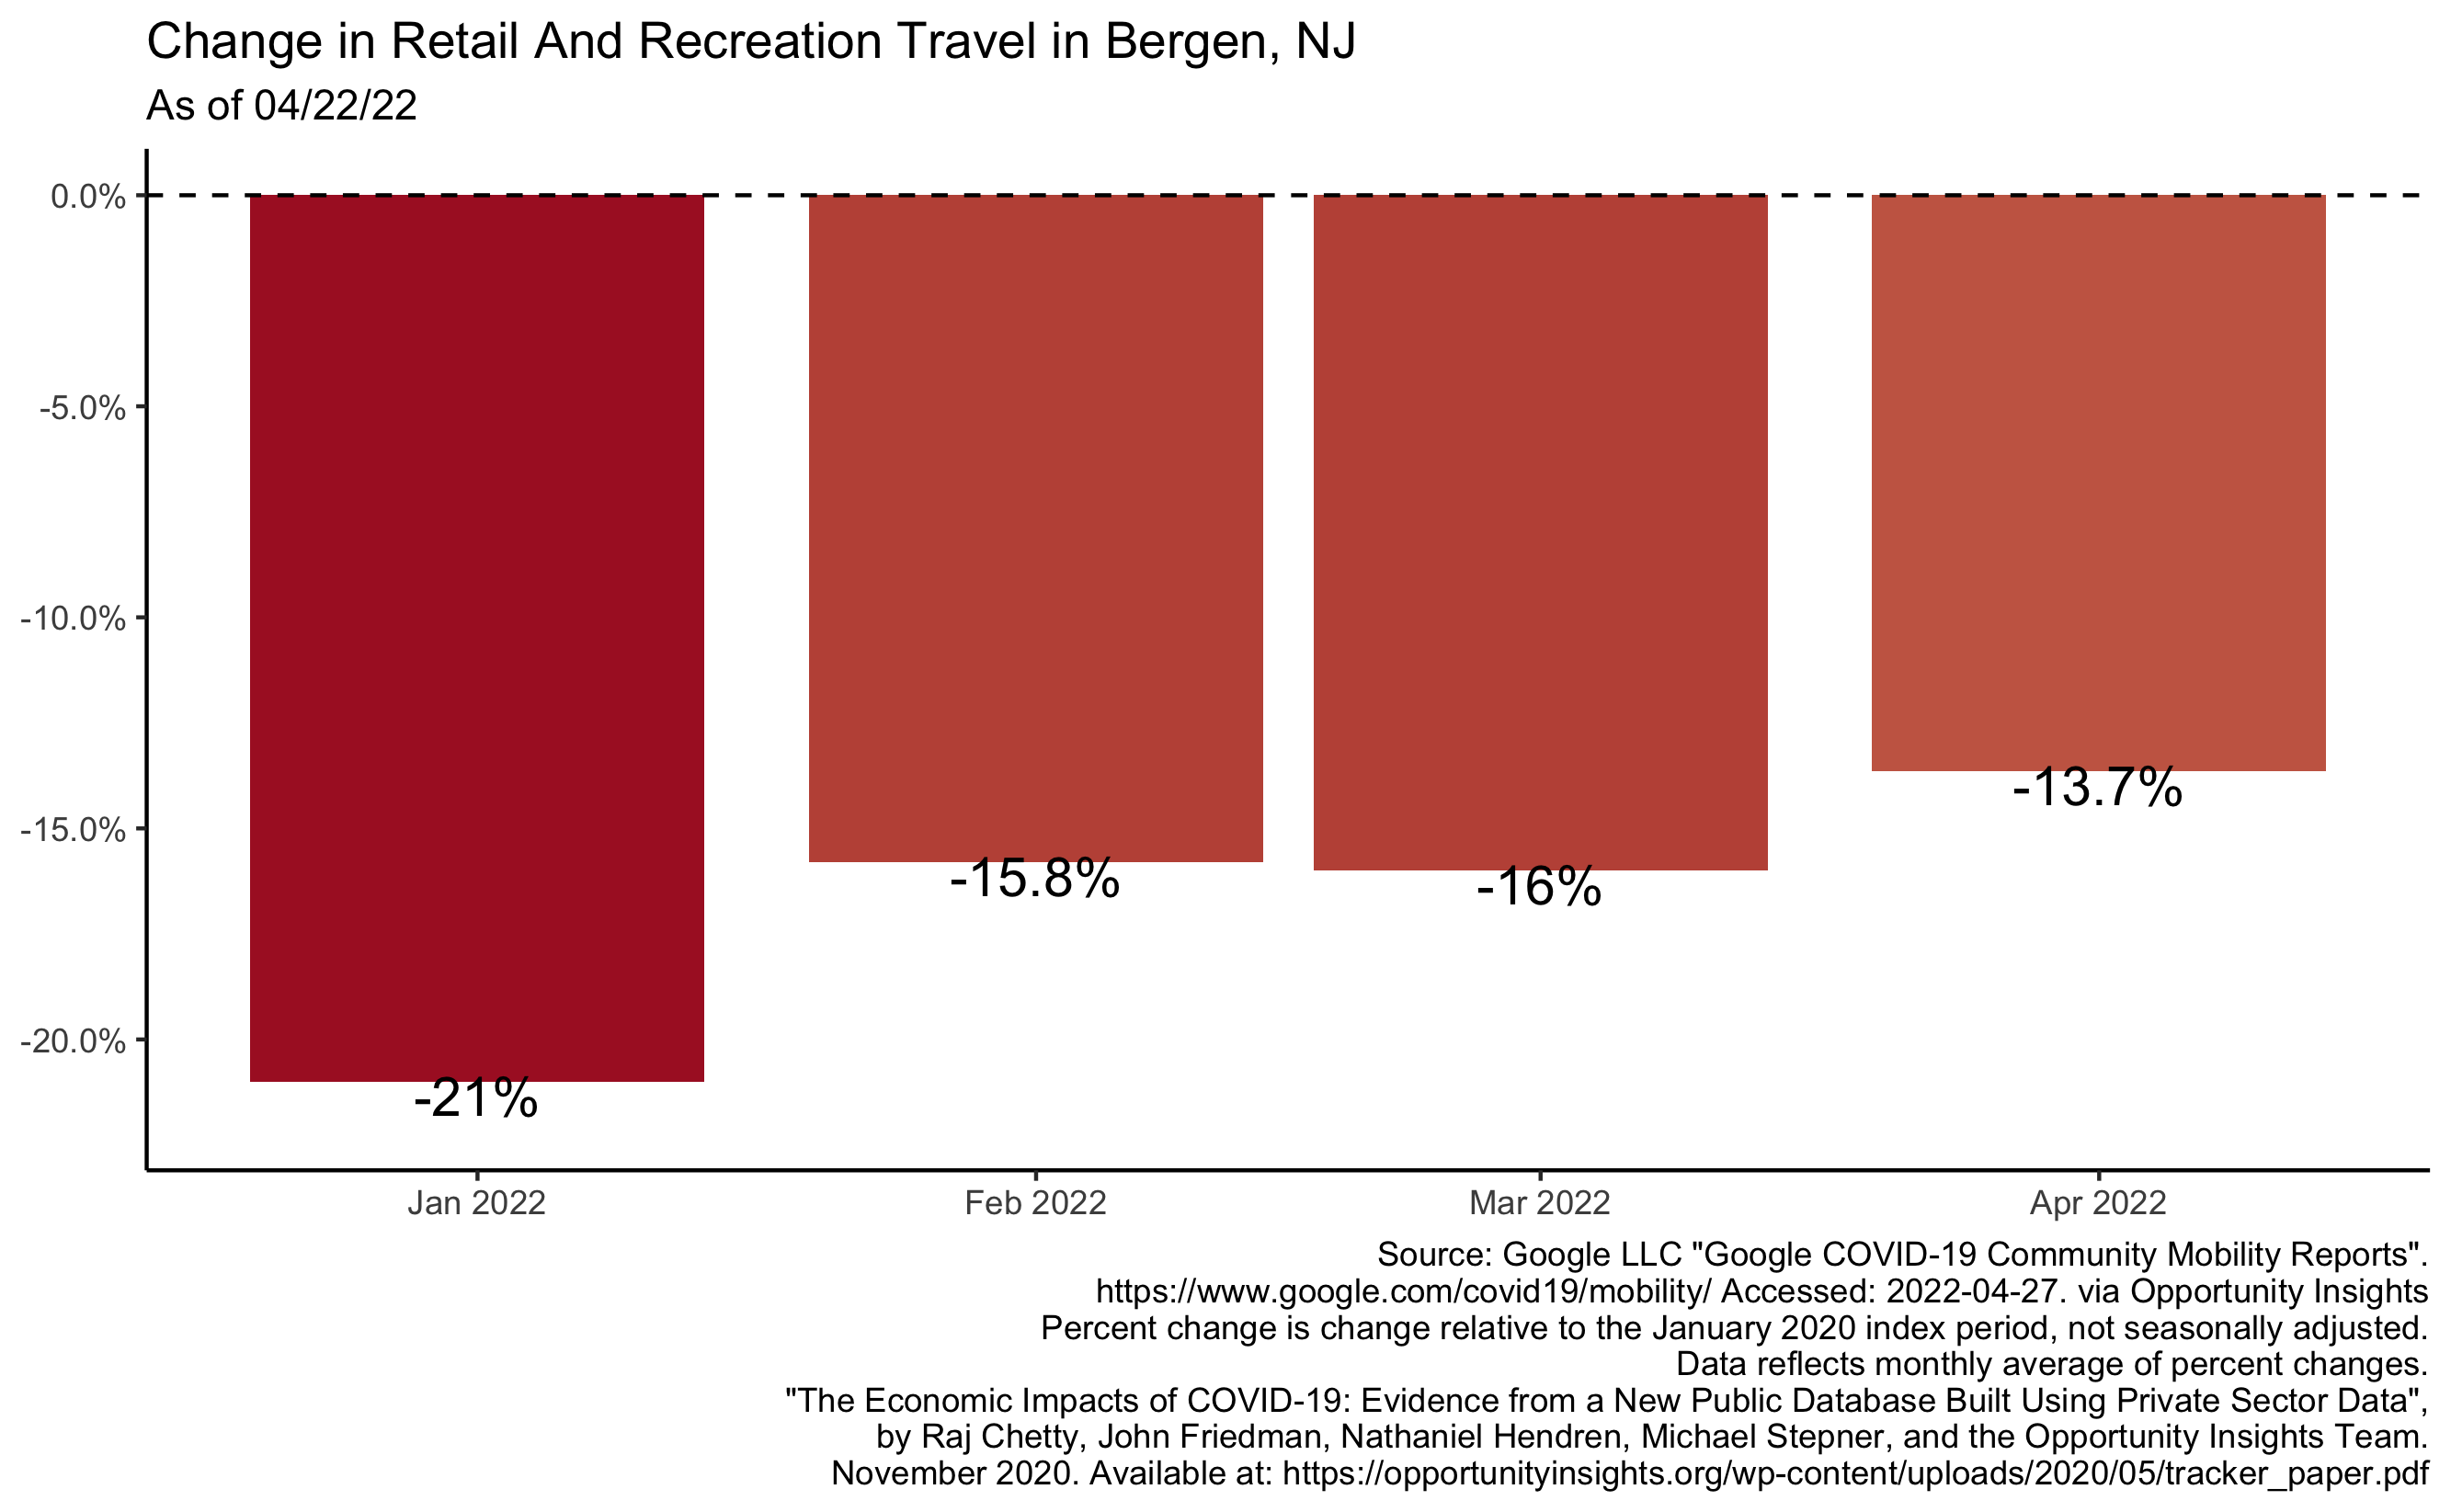 Change in Retail And Recreation Travel in Bergen, NJ
As of 04/22/22
0.0%
-5.0%
-10.0%
-15.0%
-20.0%
-21%
-15.8%
-16%
-13.7%
Jan 2022
Feb 2022
Mar 2022
Apr 2022
Source: Google LLC "Google COVID-19 Community Mobility Reports".
https://www.google.com/covid19/mobility/ Accessed: 2022-04-27. via Opportunity Insights
Percent change is change relative to the January 2020 index period, not seasonally adjusted.
Data reflects monthly average of percent changes.
"The Economic Impacts of COVID-19: Evidence from a New Public Database Built Using Private Sector Data",
by Raj Chetty, John Friedman, Nathaniel Hendren, Michael Stepner, and the Opportunity Insights Team.
November 2020. Available at: https://opportunityinsights.org/wp-content/uploads/2020/05/tracker_paper.pdf